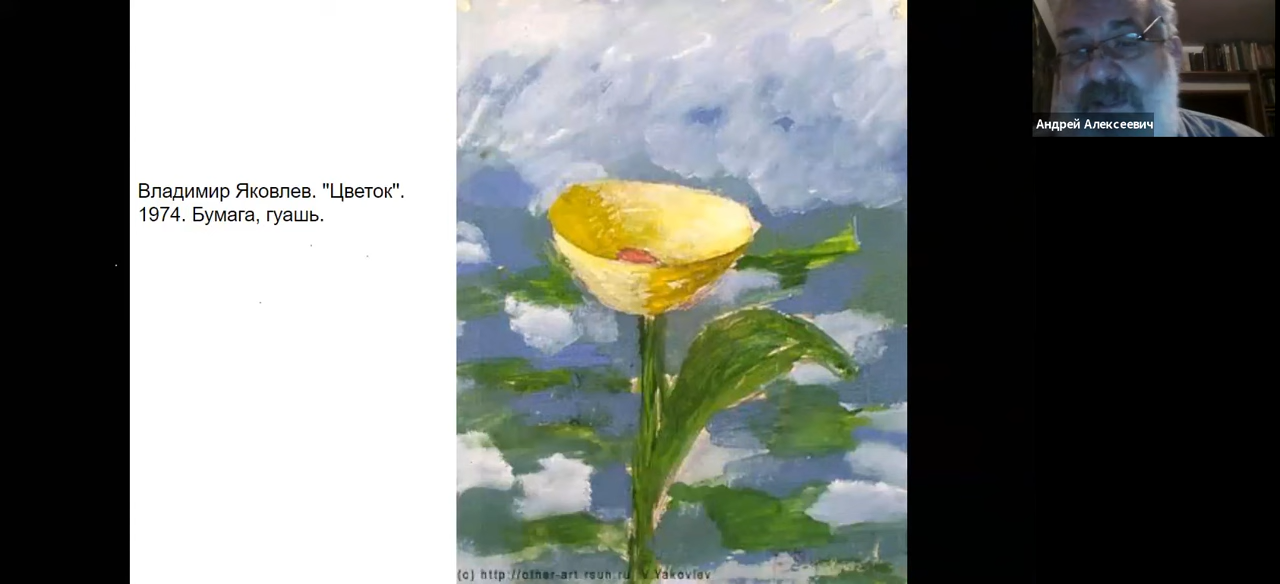 Владимир Яковлев. "Цветок".
1974. Бумага, гуашь.
Андрей Алексеевич
(c) http://other-art.rsuh.ru V.Yakovlev